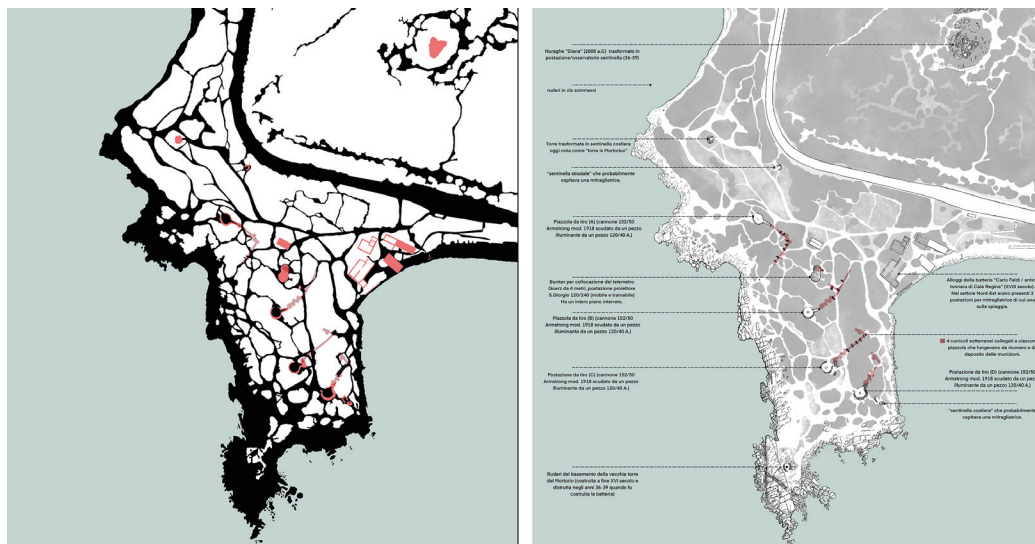 Nuraghe "Diana" (2000 a.C) trasformato in
postazione/osservatorio sentinella (36-39)
ruderi in cls sommersi
Torre trasformata in sentinella costiera
oggi nota come "torre is Mortorius"
"sentinella stradale" che probabilmente
ospitava una mitragliatrice.
Piazzola da tiro (A) (cannone 152/50
Armstrong mod. 1918 scudato da un pezzo
illuminante da un pezzo 120/40 A.)
Bunker per collocazione del telemetro
Goerz da 4 metri, postazione proiettore
S.Giorgio 120/240 (mobile e trainabile)
Ha un intero piano interrato.
Piazzola da tiro (B) (cannone 152/50
Armstrong mod. 1918 scudato da un pezzo
illuminante da un pezzo 120/40 A.)
Postazione da tiro (C) (cannone 152/50
Armstrong mod. 1918 scudato da un pezzo
illuminante da un pezzo 120/40 A.)
Ruderi del basamento della vecchia torre
del Mortorio (costruita a fine XVI secolo e
distrutta negli anni 36-39 quando fu
costruita la batteria)
Alloggi della batteria "Carlo Faldi / antic
tonnara di Cala Regina" (XVIII secolo).
Nel settore Nord-Est erano presenti 3
postazioni per mitragliatrice di cui una
sulla spiaggia.
4 cunicoli sotterranei collegati a ciascun
piazzola che fungevano da ricovero e d
deposito delle munizioni.
Postazione da tiro (D) (cannone 152/50
Armstrong mod. 1918 scudato da un pezz
illuminante da un pezzo 120/40 A.)
"sentinella costiera" che probabilmente
ospitava una mitragliatrice.